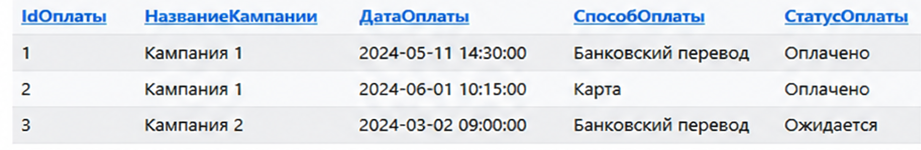 IdОплаты НазваниеКампании ДатаОплаты СпособОплаты СтатусОплаты
1 Кампания 1 2024-05-11 14:30:00 Банковский перевод Оплачено
2 Кампания 1 2024-06-01 10:15:00 Карта Оплачено
3 Кампания 2 2024-03-02 09:00:00 Банковский перевод Ожидается